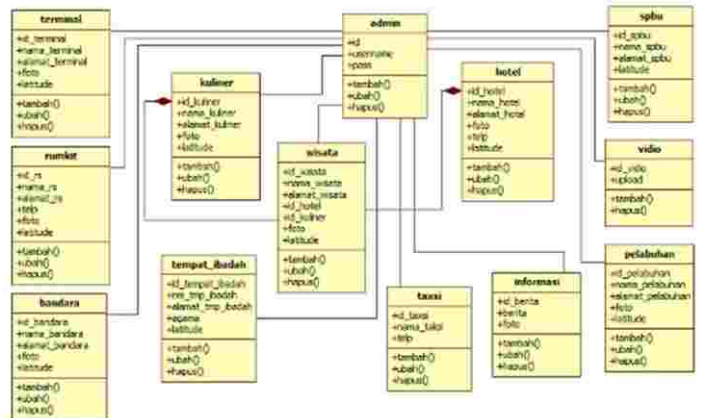 terminal
+id_terminal
+nama_terminal
+alamat_terminal
+foto
+latitude
+tambah()
+ubah()
+hapus()
rumkit
+id_rs
+nama_rs
+alamat_rs
+telp
+foto
+latitude
+tambah()
+ubah()
+hapus()
bandara
+id_bandara
+nama_bandara
+alamat_bandara
+foto
+latitude
+tambah()
+ubah()
+hapus()
kuliner
+id_kuliner
+nama_kuliner
+alamat_kuliner
+foto
+latitude
+tambah()
+ubah()
+hapus()
tempat_ibadah
+id_tempat_ibadah
+alamat_tmp_ibadah
+agama
+latitude
+tambah()
+ubah()
+hapus()
admin
+id
+username
+pass
+tambah()
+ubah()
+hapus()
wisata
+id_wisata
+nama_wisata
+alamat_wisata
+id_hotel
+id_kuliner
+foto
+latitude
+tambah()
+ubah()
+hapus()
taxsi
+id_taxsi
+nama_taksi
+telp
+tambah()
+ubah()
+hapus()
hotel
+id_hotel
+nama_hotel
+alamat_hotel
+foto
+telp
+latitude
+tambah()
+ubah()
+hapus()
informasi
+id_berita
+berita
+foto
+tambah()
+ubah()
+hapus()
spbu
+id_spbu
+nama_spbu
+alamat_spbu
+latitude
+tambah()
+ubah()
+hapus()
vidio
+id_vidio
+upload
+tambah()
+hapus()
pelabuhan
+id_pelabuhan
+nama_pelabuhan
+alamat_pelabuhan
+foto
+latitude
+tambah()
+ubah()
+hapus()